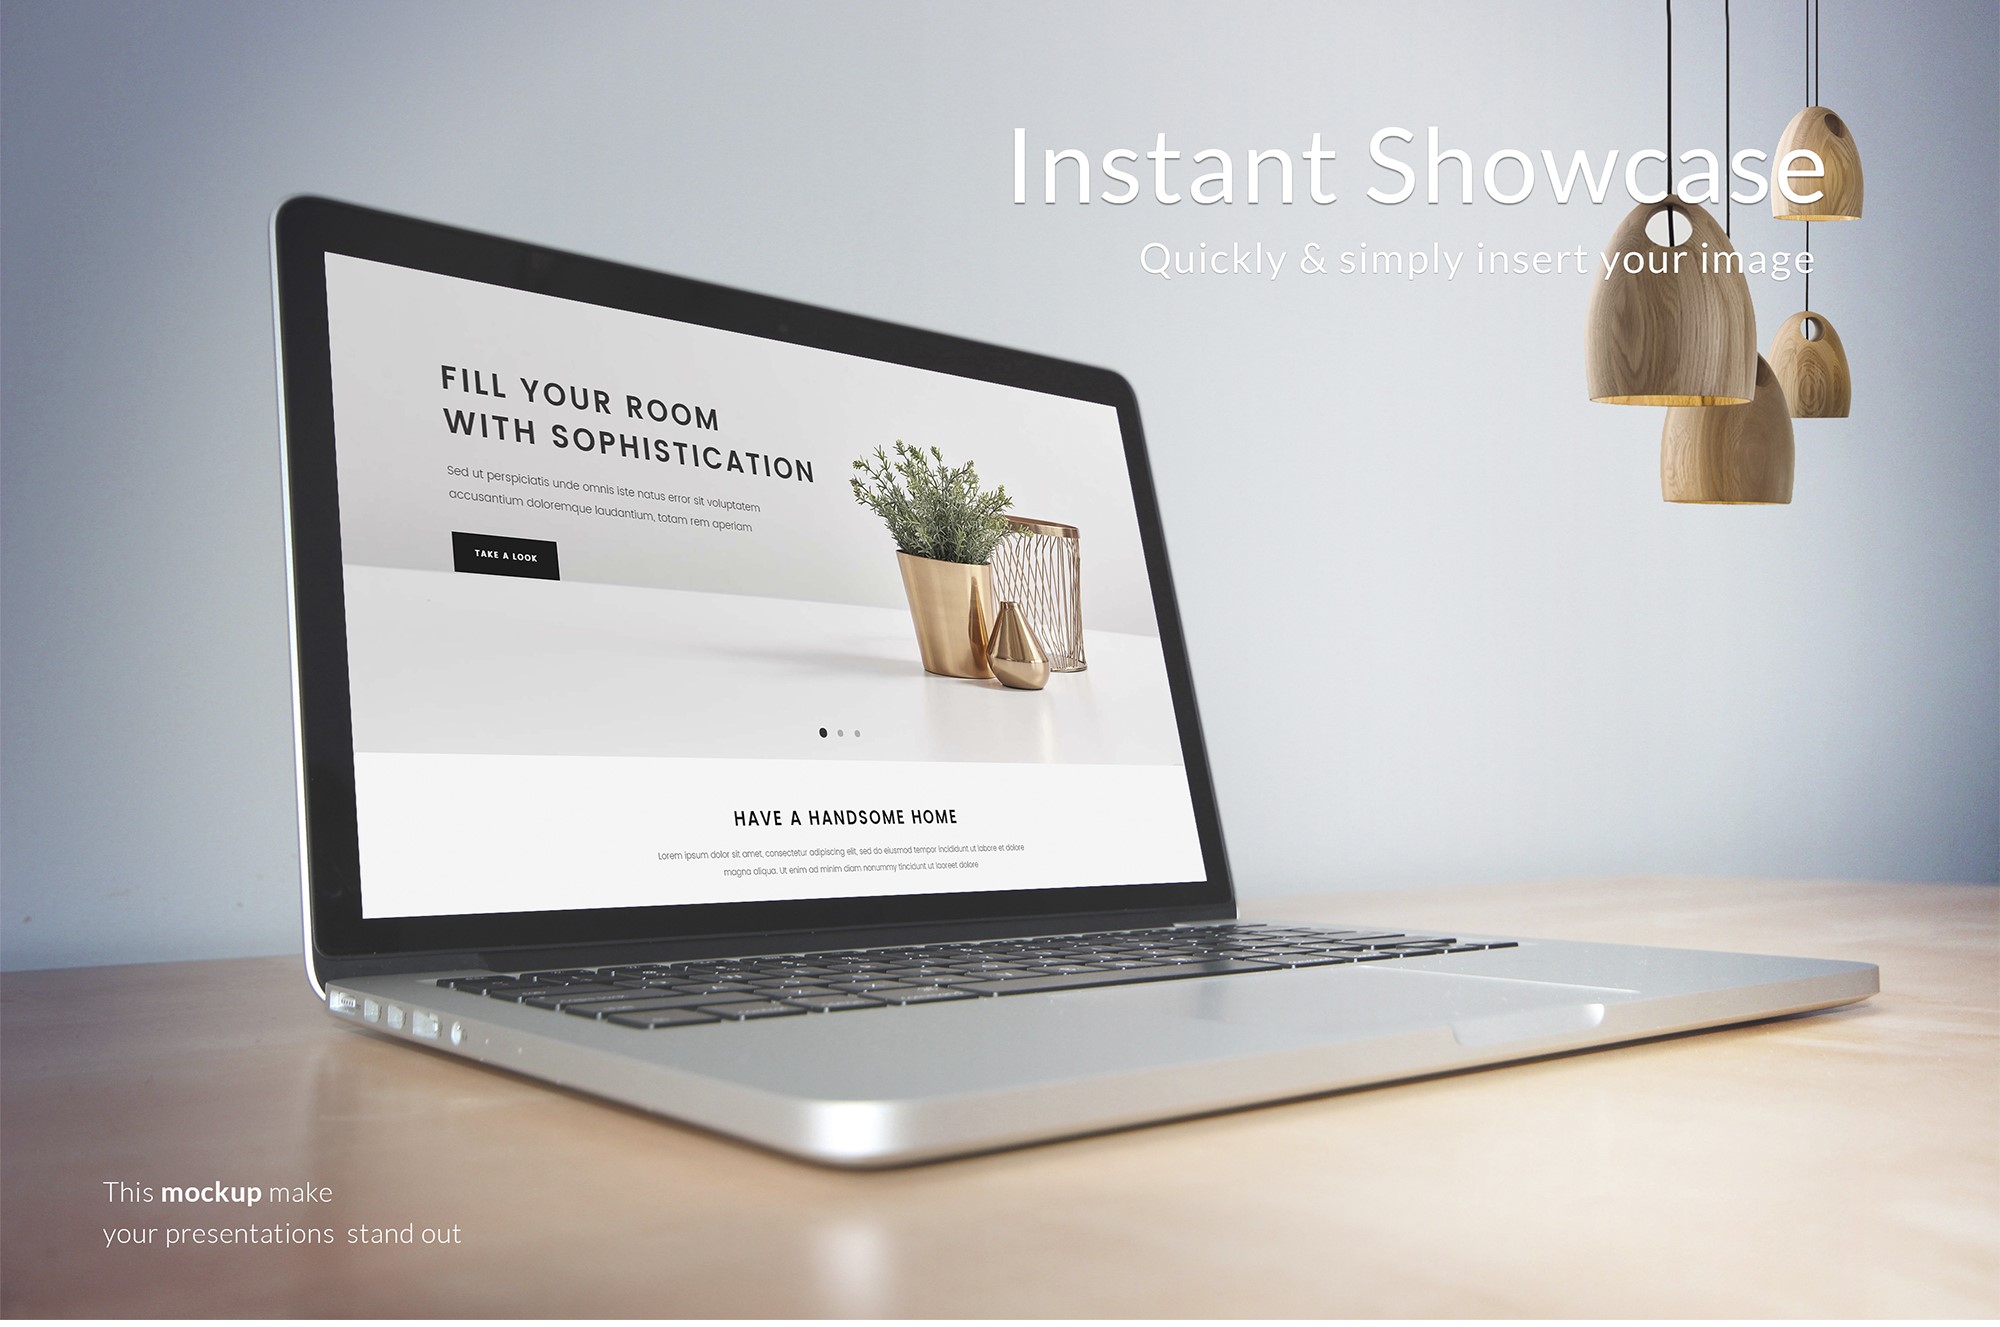 Instant Showcase
Quickly & simply insert your image
FILL YOUR ROOM
WITH SOPHISTICATION
Sed ut perspiciatis unde omnis iste natus error sit voluptatem
accusantium doloremque laudantium, totam rem aperiam
TAKE A LOOK
HAVE A HANDSOME HOME
Lorem ipsum dolor sit amet, consectetur adipiscing elit, sed do eiusmod tempor incididunt ut labore et dolore
magna aliqua. Ut enim ad minim diam nonummy tincidunt ut laoreet dolore
This mockup make
your presentations stand out